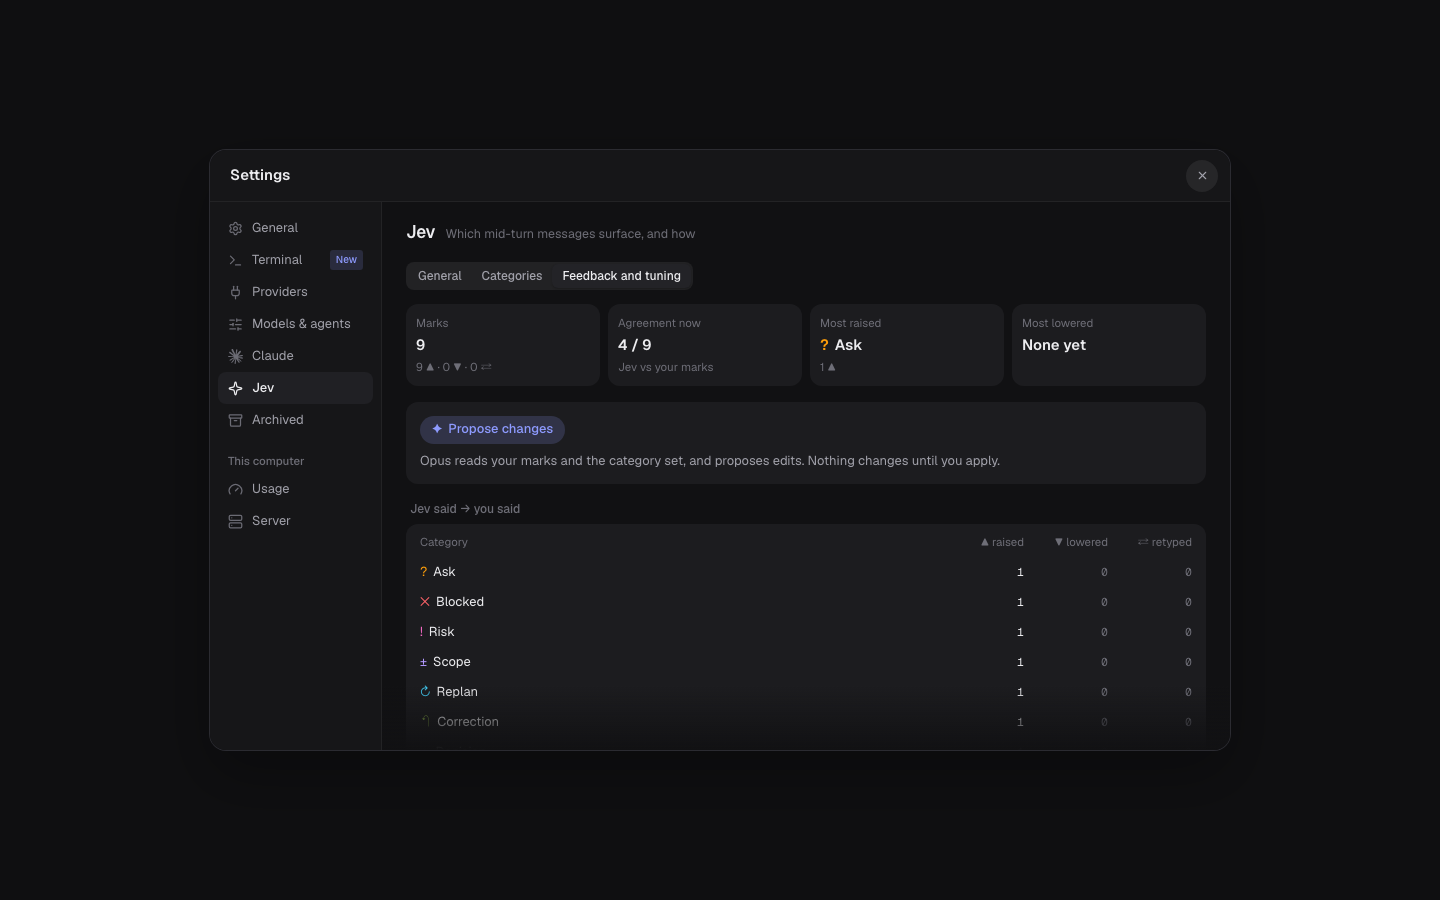 Settings
General
Terminal New
Providers
Models & agents
Claude
Jev
Archived
This computer
Usage
Server
Jev Which mid-turn messages surface, and how
General Categories Feedback and tuning
Marks
9
9 ▲ · 0 ▼ · 0 ⇄
Agreement now
4 / 9
Jev vs your marks
Most raised
? Ask
1 ▲
Most lowered
None yet
✦ Propose changes
Opus reads your marks and the category set, and proposes edits. Nothing changes until you apply.
Jev said → you said
Category ▲ raised ▼ lowered ⇄ retyped
? Ask 1 0 0
✕ Blocked 1 0 0
! Risk 1 0 0
± Scope 1 0 0
↻ Replan 1 0 0
Correction 1 0 0